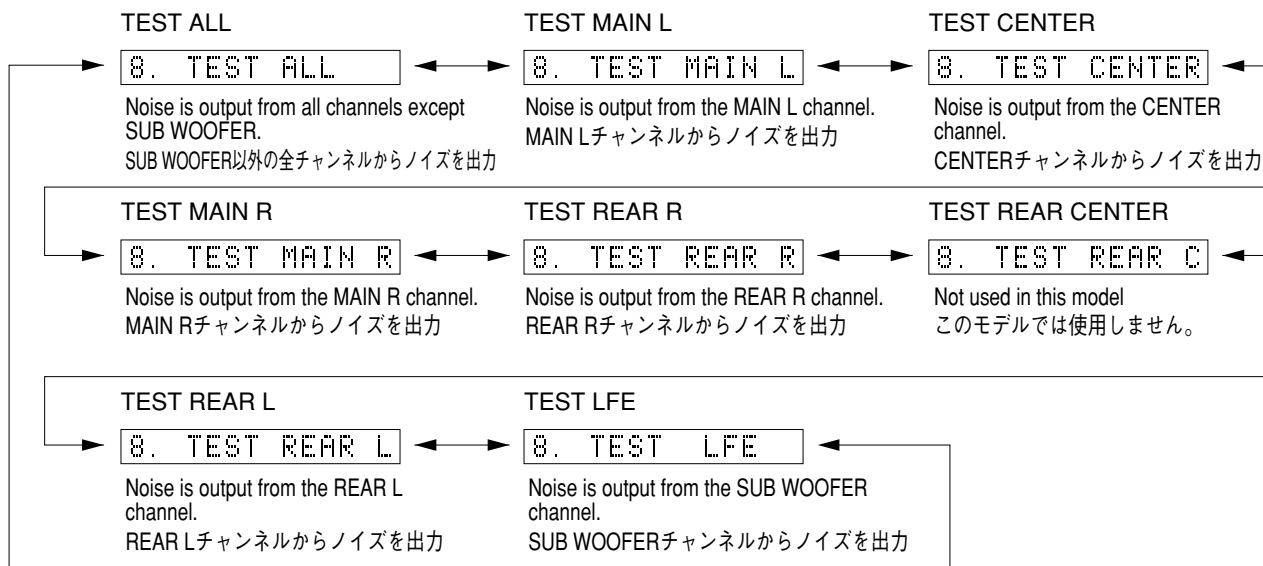 TEST ALL
8. TEST ALL
Noise is output from all channels except
SUB WOOFER.
SUB WOOFER以外の全チャンネルからノイズを出力
TEST MAIN L
8. TEST MAIN L
Noise is output from the MAIN L channel.
MAIN Lチャンネルからノイズを出力
TEST CENTER
8. TEST CENTER
Noise is output from the CENTER
channel.
CENTERチャンネルからノイズを出力
TEST MAIN R
8. TEST MAIN R
Noise is output from the MAIN R channel.
MAIN Rチャンネルからノイズを出力
TEST REAR R
8. TEST REAR R
Noise is output from the REAR R channel.
REAR Rチャンネルからノイズを出力
TEST REAR CENTER
8. TEST REAR C
Not used in this model
このモデルでは使用しません。
TEST REAR L
8. TEST REAR L
Noise is output from the REAR L
channel.
REAR Lチャンネルからノイズを出力
TEST LFE
8. TEST LFE
Noise is output from the SUB WOOFER
channel.
SUB WOOFERチャンネルからノイズを出力